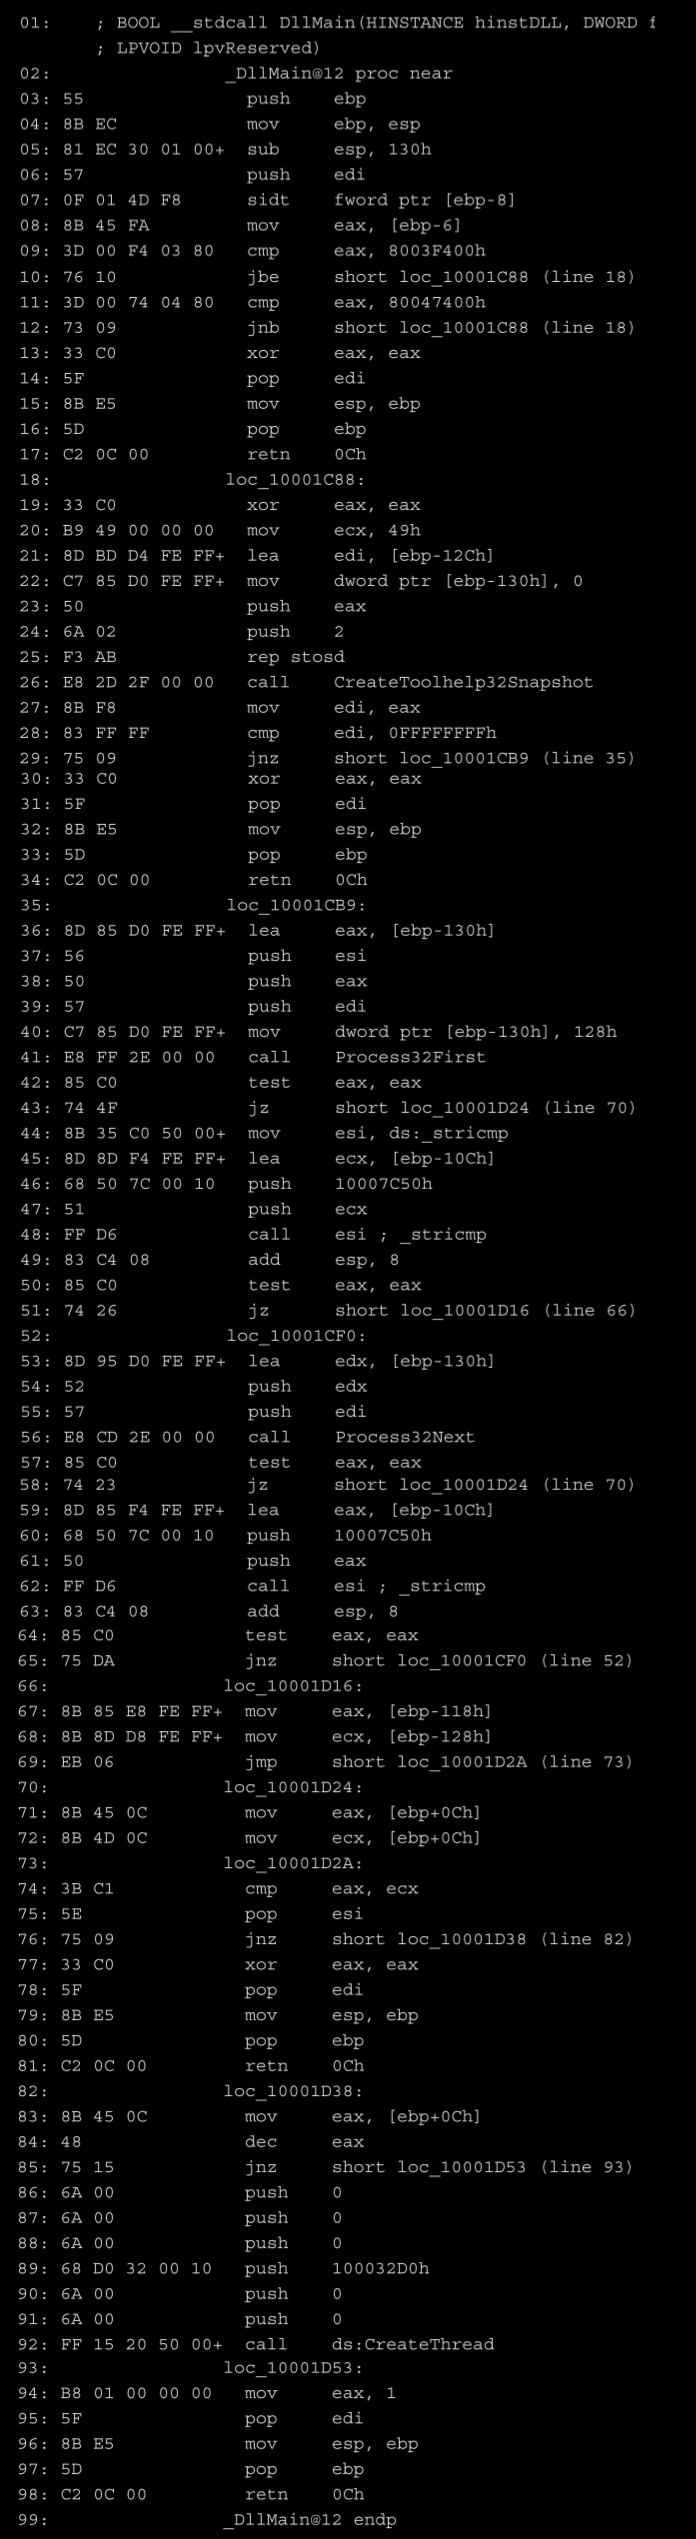 01:    ; BOOL __stdcall DllMain(HINSTANCE hinstDLL, DWORD f
       ; LPVOID lpvReserved)
02:                    _DllMain@12 proc near
03: 55                 push    ebp
04: 8B EC              mov     ebp, esp
05: 81 EC 30 01 00+    sub     esp, 130h
06: 57                 push    edi
07: 0F 01 4D F8        sidt    fword ptr [ebp-8]
08: 8B 45 FA           mov     eax, [ebp-6]
09: 3D 00 F4 03 80     cmp     eax, 8003F400h
10: 76 10              jbe     short loc_10001C88 (line 18)
11: 3D 00 74 04 80     cmp     eax, 80047400h
12: 73 09              jnb     short loc_10001C88 (line 18)
13: 33 C0              xor     eax, eax
14: 5F                 pop     edi
15: 8B E5              mov     esp, ebp
16: 5D                 pop     ebp
17: C2 0C 00           retn    0Ch
18:                    loc_10001C88:
19: 33 C0              xor     eax, eax
20: B9 49 00 00 00     mov     ecx, 49h
21: 8D BD D4 FE FF+    lea     edi, [ebp-12Ch]
22: C7 85 D0 FE FF+    mov     dword ptr [ebp-130h], 0
23: 50                 push    eax
24: 6A 02              push    2
25: F3 AB              rep stosd
26: E8 2D 2F 00 00     call    CreateToolhelp32Snapshot
27: 8B F8              mov     edi, eax
28: 83 FF FF           cmp     edi, 0FFFFFFFFh
29: 75 09              jnz     short loc_10001CB9 (line 35)
30: 33 C0              xor     eax, eax
31: 5F                 pop     edi
32: 8B E5              mov     esp, ebp
33: 5D                 pop     ebp
34: C2 0C 00           retn    0Ch
35:                    loc_10001CB9:
36: 8D 85 D0 FE FF+    lea     eax, [ebp-130h]
37: 56                 push    esi
38: 50                 push    eax
39: 57                 push    edi
40: C7 85 D0 FE FF+    mov     dword ptr [ebp-130h], 128h
41: E8 FF 2E 00 00     call    Process32First
42: 85 C0              test    eax, eax
43: 74 4F              jz      short loc_10001D24 (line 70)
44: 8B 35 C0 50 00+    mov     esi, ds:_stricmp
45: 8D 8D F4 FE FF+    lea     ecx, [ebp-10Ch]
46: 68 50 7C 00 10     push    10007C50h
47: 51                 push    ecx
48: FF D6              call    esi ; _stricmp
49: 83 C4 08           add     esp, 8
50: 85 C0              test    eax, eax
51: 74 26              jz      short loc_10001D16 (line 66)
52:                    loc_10001CF0:
53: 8D 95 D0 FE FF+    lea     edx, [ebp-130h]
54: 52                 push    edx
55: 57                 push    edi
56: E8 CD 2E 00 00     call    Process32Next
57: 85 C0              test    eax, eax
58: 74 23              jz      short loc_10001D24 (line 70)
59: 8D 85 F4 FE FF+    lea     eax, [ebp-10Ch]
60: 68 50 7C 00 10     push    10007C50h
61: 50                 push    eax
62: FF D6              call    esi ; _stricmp
63: 83 C4 08           add     esp, 8
64: 85 C0              test    eax, eax
65: 75 DA              jnz     short loc_10001CF0 (line 52)
66:                    loc_10001D16:
67: 8B 85 E8 FE FF+    mov     eax, [ebp-118h]
68: 8B 8D D8 FE FF+    mov     ecx, [ebp-128h]
69: EB 06              jmp     short loc_10001D2A (line 73)
70:                    loc_10001D24:
71: 8B 45 0C           mov     eax, [ebp+0Ch]
72: 8B 4D 0C           mov     ecx, [ebp+0Ch]
73:                    loc_10001D2A:
74: 3B C1              cmp     eax, ecx
75: 5E                 pop     esi
76: 75 09              jnz     short loc_10001D38 (line 82)
77: 33 C0              xor     eax, eax
78: 5F                 pop     edi
79: 8B E5              mov     esp, ebp
80: 5D                 pop     ebp
81: C2 0C 00           retn    0Ch
82:                    loc_10001D38:
83: 8B 45 0C           mov     eax, [ebp+0Ch]
84: 48                 dec     eax
85: 75 15              jnz     short loc_10001D53 (line 93)
86: 6A 00              push    0
87: 6A 00              push    0
88: 6A 00              push    0
89: 68 D0 32 00 10     push    100032D0h
90: 6A 00              push    0
91: 6A 00              push    0
92: FF 15 20 50 00+    call    ds:CreateThread
93:                    loc_10001D53:
94: B8 01 00 00 00     mov     eax, 1
95: 5F                 pop     edi
96: 8B E5              mov     esp, ebp
97: 5D                 pop     ebp
98: C2 0C 00           retn    0Ch
99:                    _DllMain@12 endp